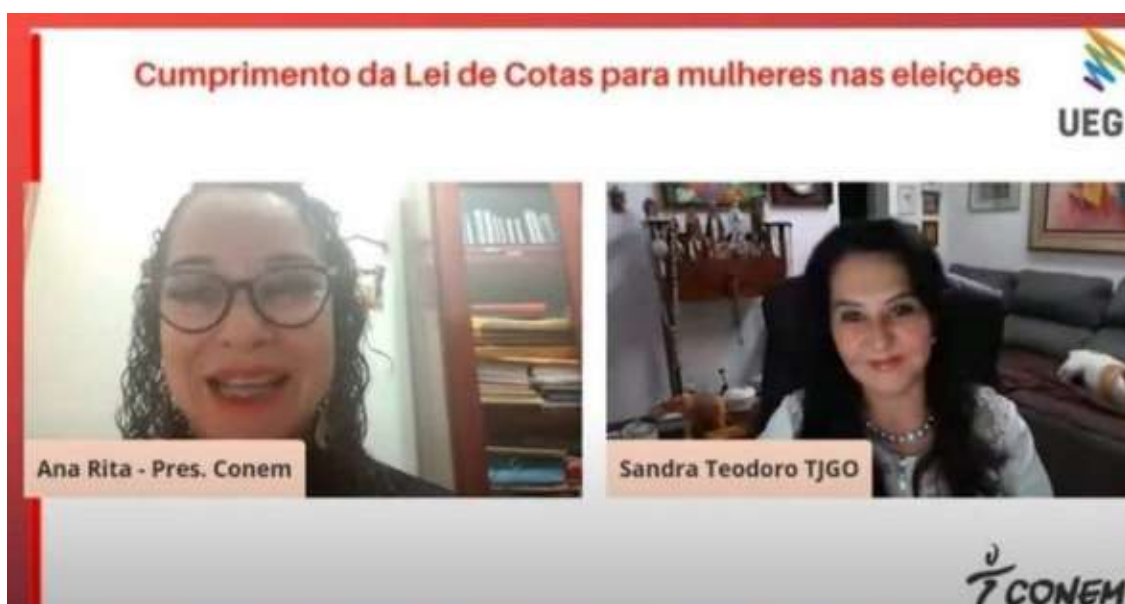 Cumprimento da Lei de Cotas para mulheres nas eleições
UEG
Ana Rita - Pres. Conem
Sandra Teodoro TJGO
CONEM